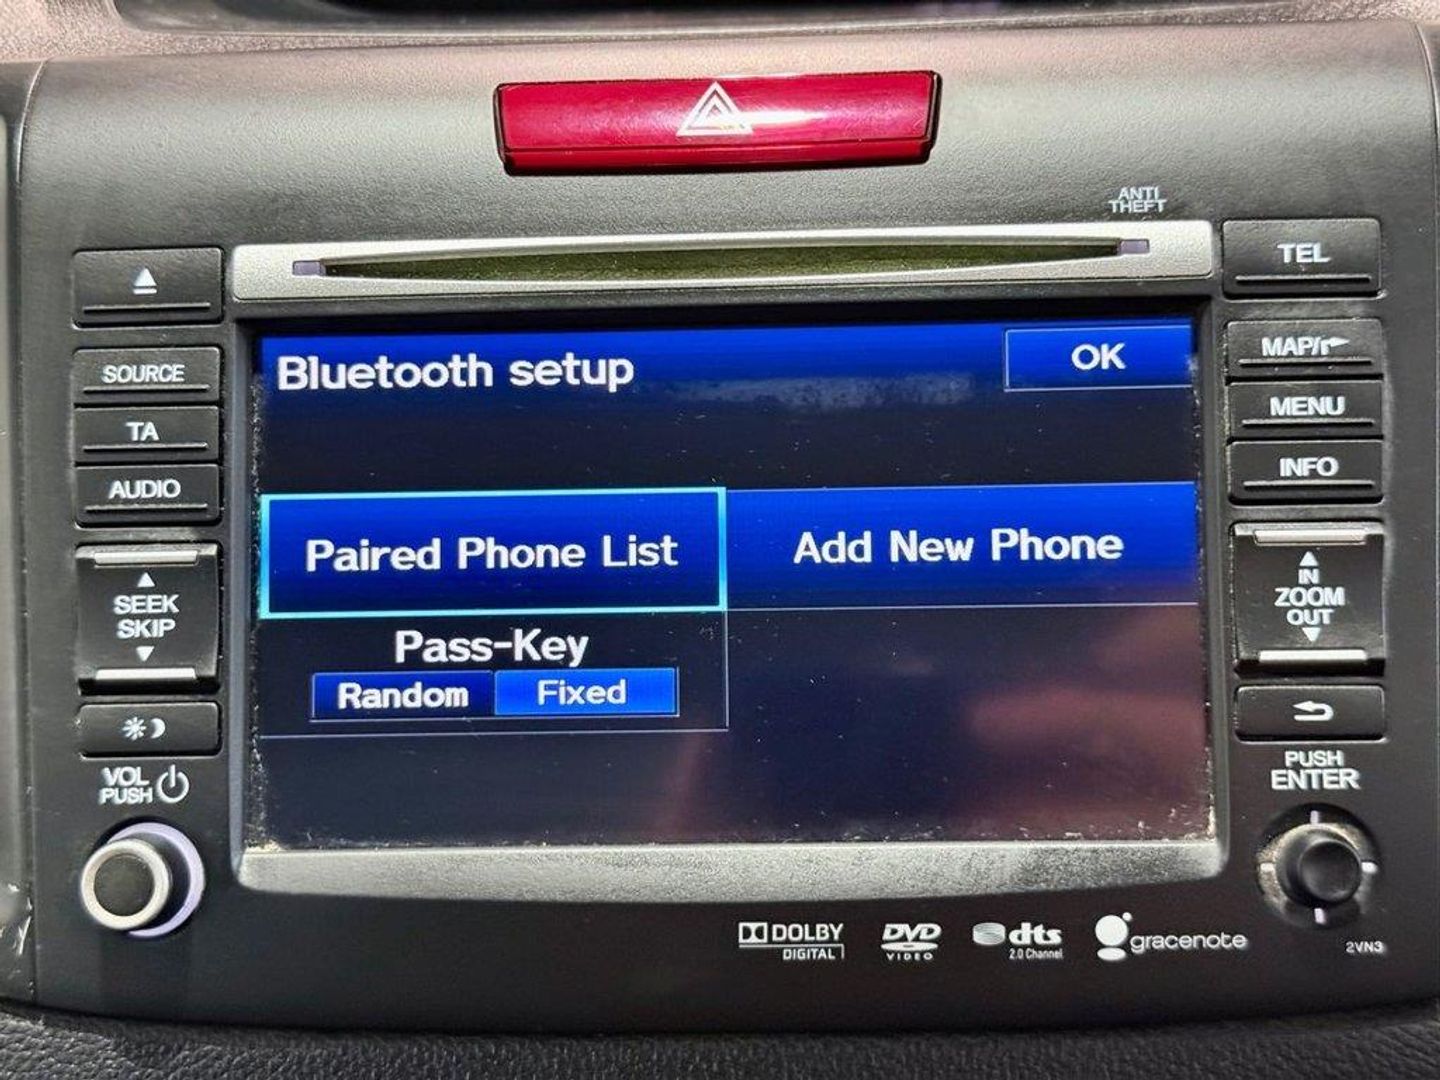 ANTI
THEFT
TEL
SOURCE
MAP/
TA
MENU
AUDIO
INFO
Bluetooth setup
OK
Paired Phone List
Add New Phone
Pass-Key
Random
Fixed
SEEK
SKIP
IN
ZOOM
OUT
VOL
PUSH
PUSH
ENTER
DOLBY
DIGITAL
DVD
VIDEO
dts
2.0 Channel
gracenote
2VN3